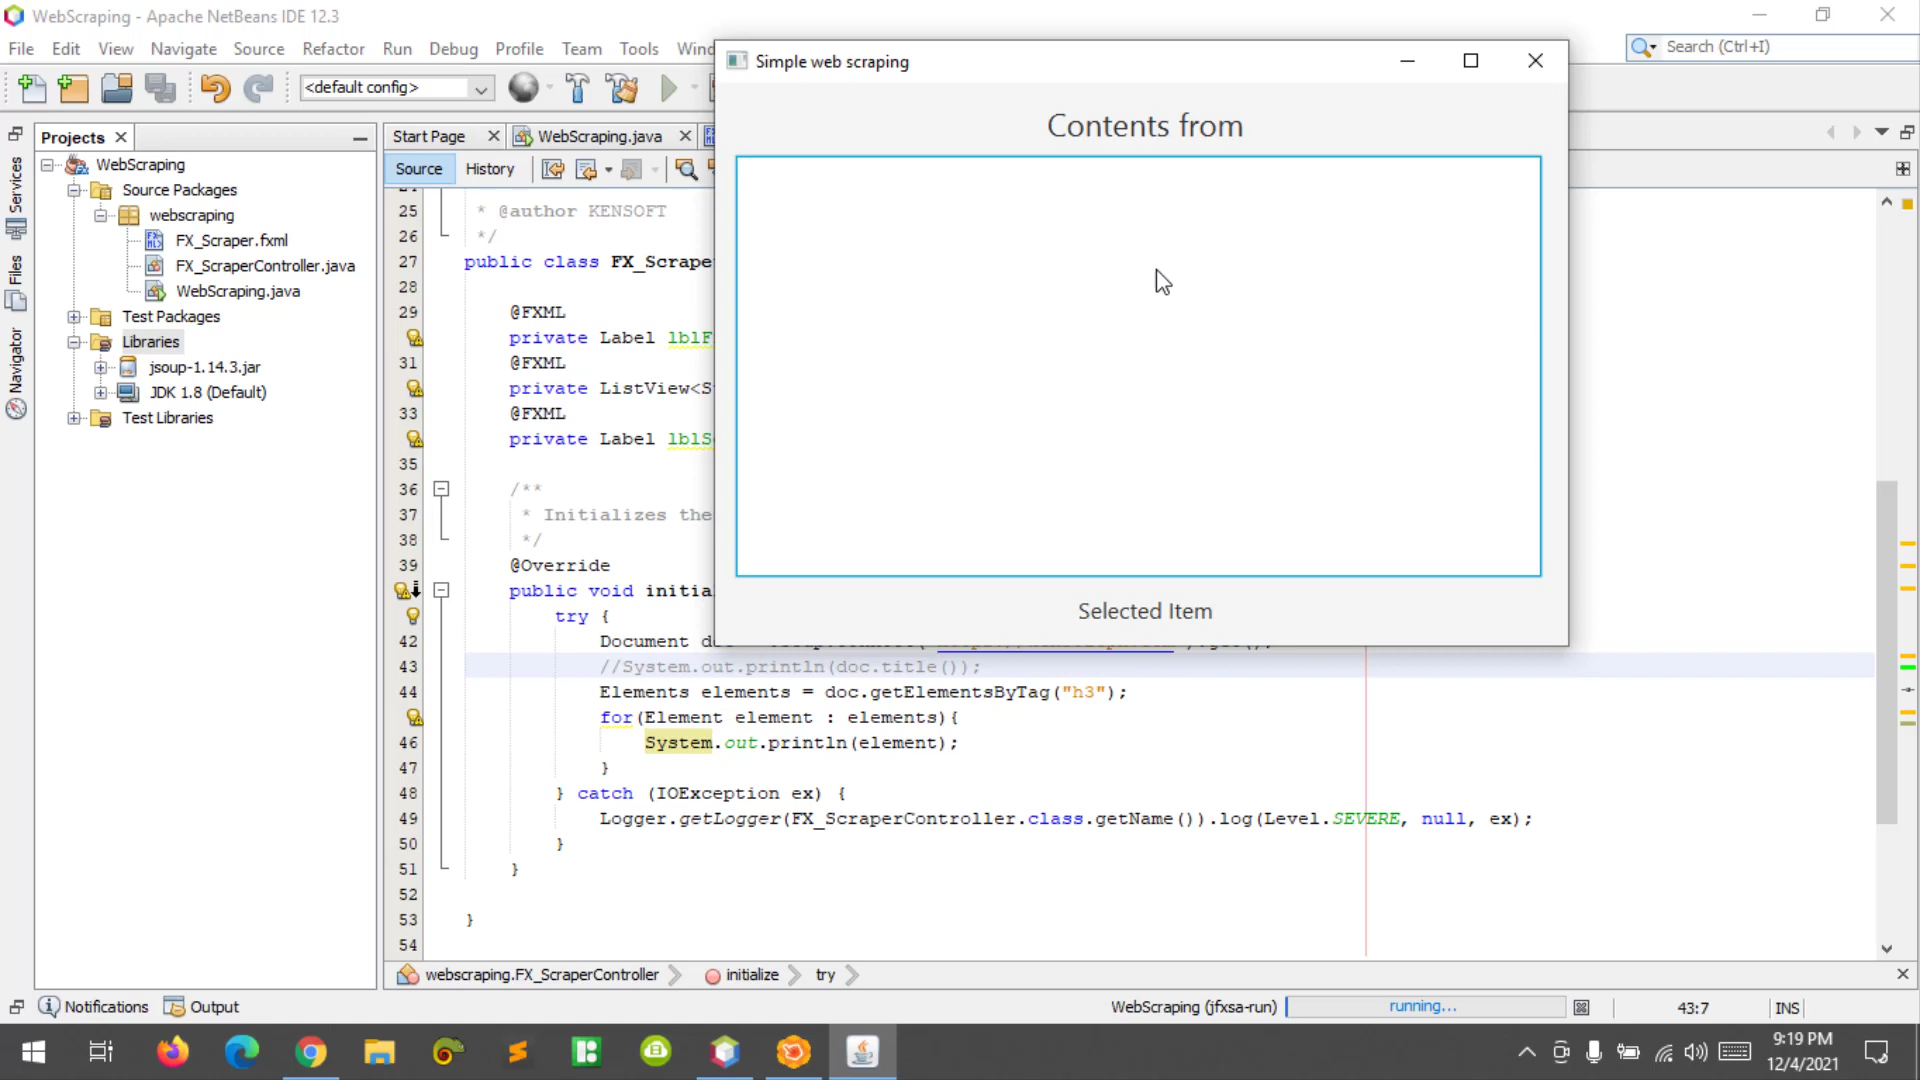 WebScraping - Apache NetBeans IDE 12.3
File Edit View Navigate Source Refactor Run Debug Profile Team Tools
Search (Ctrl+I)
<default config>
Simple web scraping
Contents from
Selected Item
Services
Files
Navigator
Projects
WebScraping
Source Packages
webscraping
FX_Scraper.fxml
FX_ScraperController.java
WebScraping.java
Test Packages
Libraries
jsoup-1.14.3.jar
JDK 1.8 (Default)
Test Libraries
Start Page WebScraping.java
Source History
25 * @author KENSOFT
26 */
27 public class FX_Scrape
28
29 @FXML
private Label lblF
31 @FXML
private ListView<S
33 @FXML
private Label lblS
35
36 /**
37 * Initializes the
38 */
39 @Override
public void initia
try {
42 Document d
43 //System.out.println(doc.title());
44 Elements elements = doc.getElementsByTag("h3");
for(Element element : elements){
46 System.out.println(element);
47 }
48 } catch (IOException ex) {
49 Logger.getLogger(FX_ScraperController.class.getName()).log(Level.SEVERE, null, ex);
50 }
51 }
52
53 }
54
webscraping.FX_ScraperController initialize try
Notifications Output
WebScraping (jfxsa-run) running... 43:7 INS
9:19 PM
12/4/2021